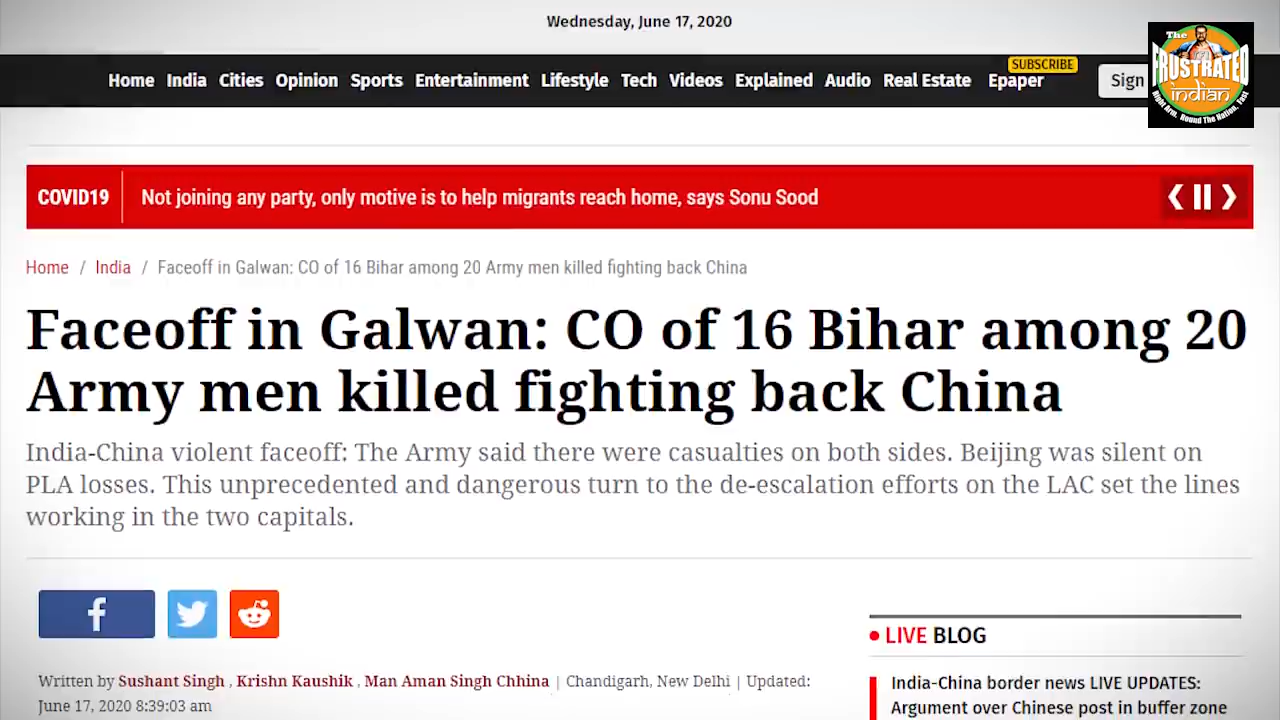 Wednesday, June 17, 2020
SUBSCRIBE
Home India Cities Opinion Sports Entertainment Lifestyle Tech Videos Explained Audio Real Estate Epaper Sign
The
FRUSTRATED
indian
Right Arm, Round The Nation, Fast
COVID19 Not joining any party, only motive is to help migrants reach home, says Sonu Sood
Home / India / Faceoff in Galwan: CO of 16 Bihar among 20 Army men killed fighting back China
Faceoff in Galwan: CO of 16 Bihar among 20
Army men killed fighting back China
India-China violent faceoff: The Army said there were casualties on both sides. Beijing was silent on
PLA losses. This unprecedented and dangerous turn to the de-escalation efforts on the LAC set the lines
working in the two capitals.
Written by Sushant Singh , Krishn Kaushik , Man Aman Singh Chhina | Chandigarh, New Delhi | Updated:
June 17, 2020 8:39:03 am
LIVE BLOG
India-China border news LIVE UPDATES:
Argument over Chinese post in buffer zone